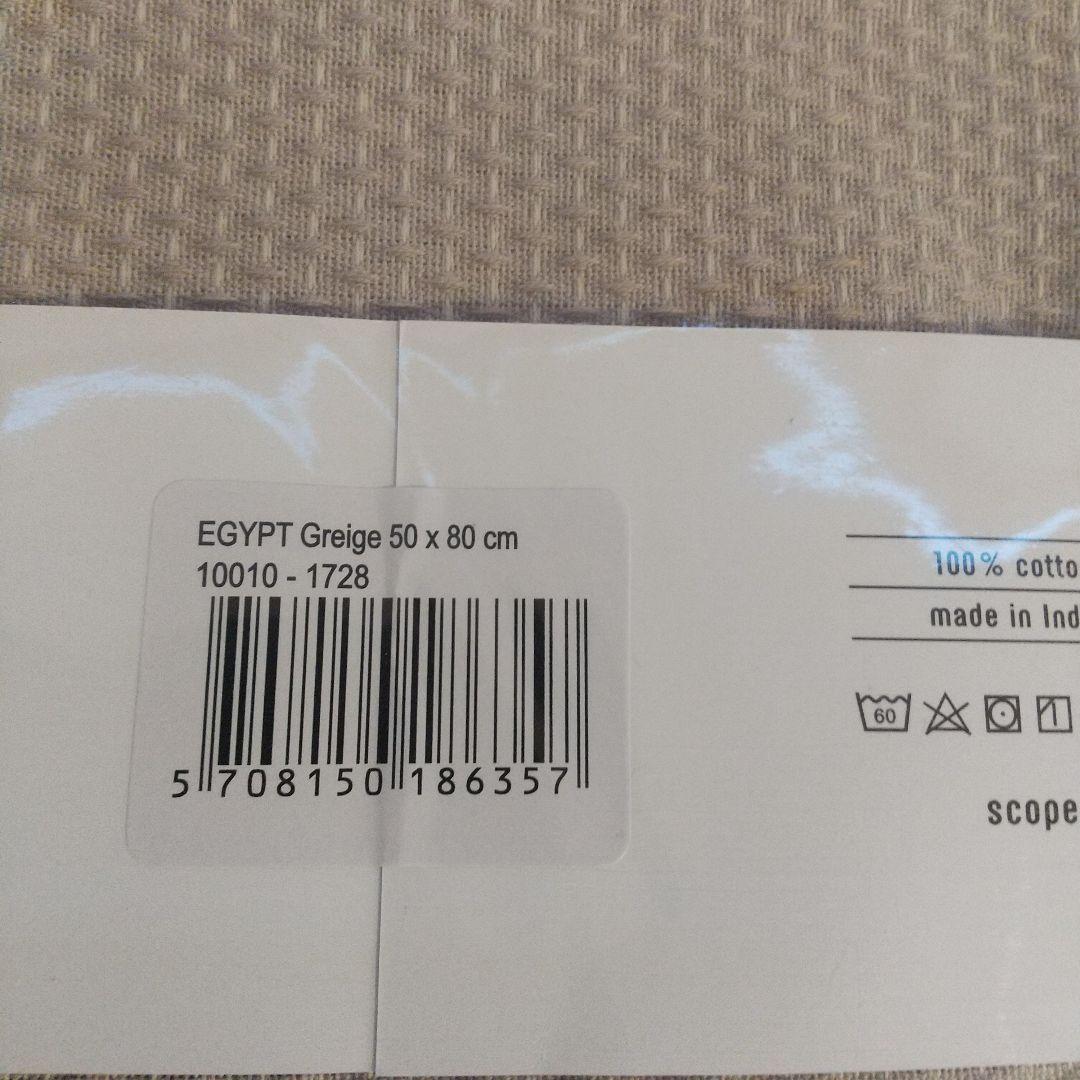 EGYPT Greige 50 x 80 cm
10010 - 1728
5 708150 186357
100% cotto
made in Ind
60
scope